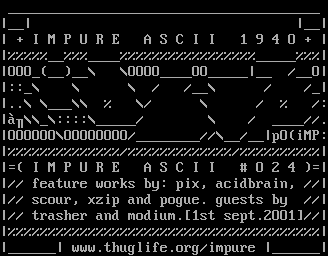 + I M P U R E   A S C I I   1 9 4 0 +
=( I M P U R E   A S C I I   # 0 2 4 )=
feature works by: pix, acidbrain,
scour, xzip and pogue. guests by
trasher and modium.[1st sept.2001]
www.thuglife.org/impure